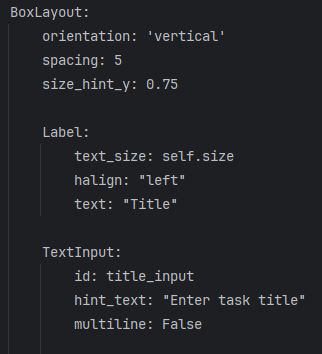 BoxLayout:
    orientation: 'vertical'
    spacing: 5
    size_hint_y: 0.75

    Label:
        text_size: self.size
        halign: "left"
        text: "Title"

    TextInput:
        id: title_input
        hint_text: "Enter task title"
        multiline: False